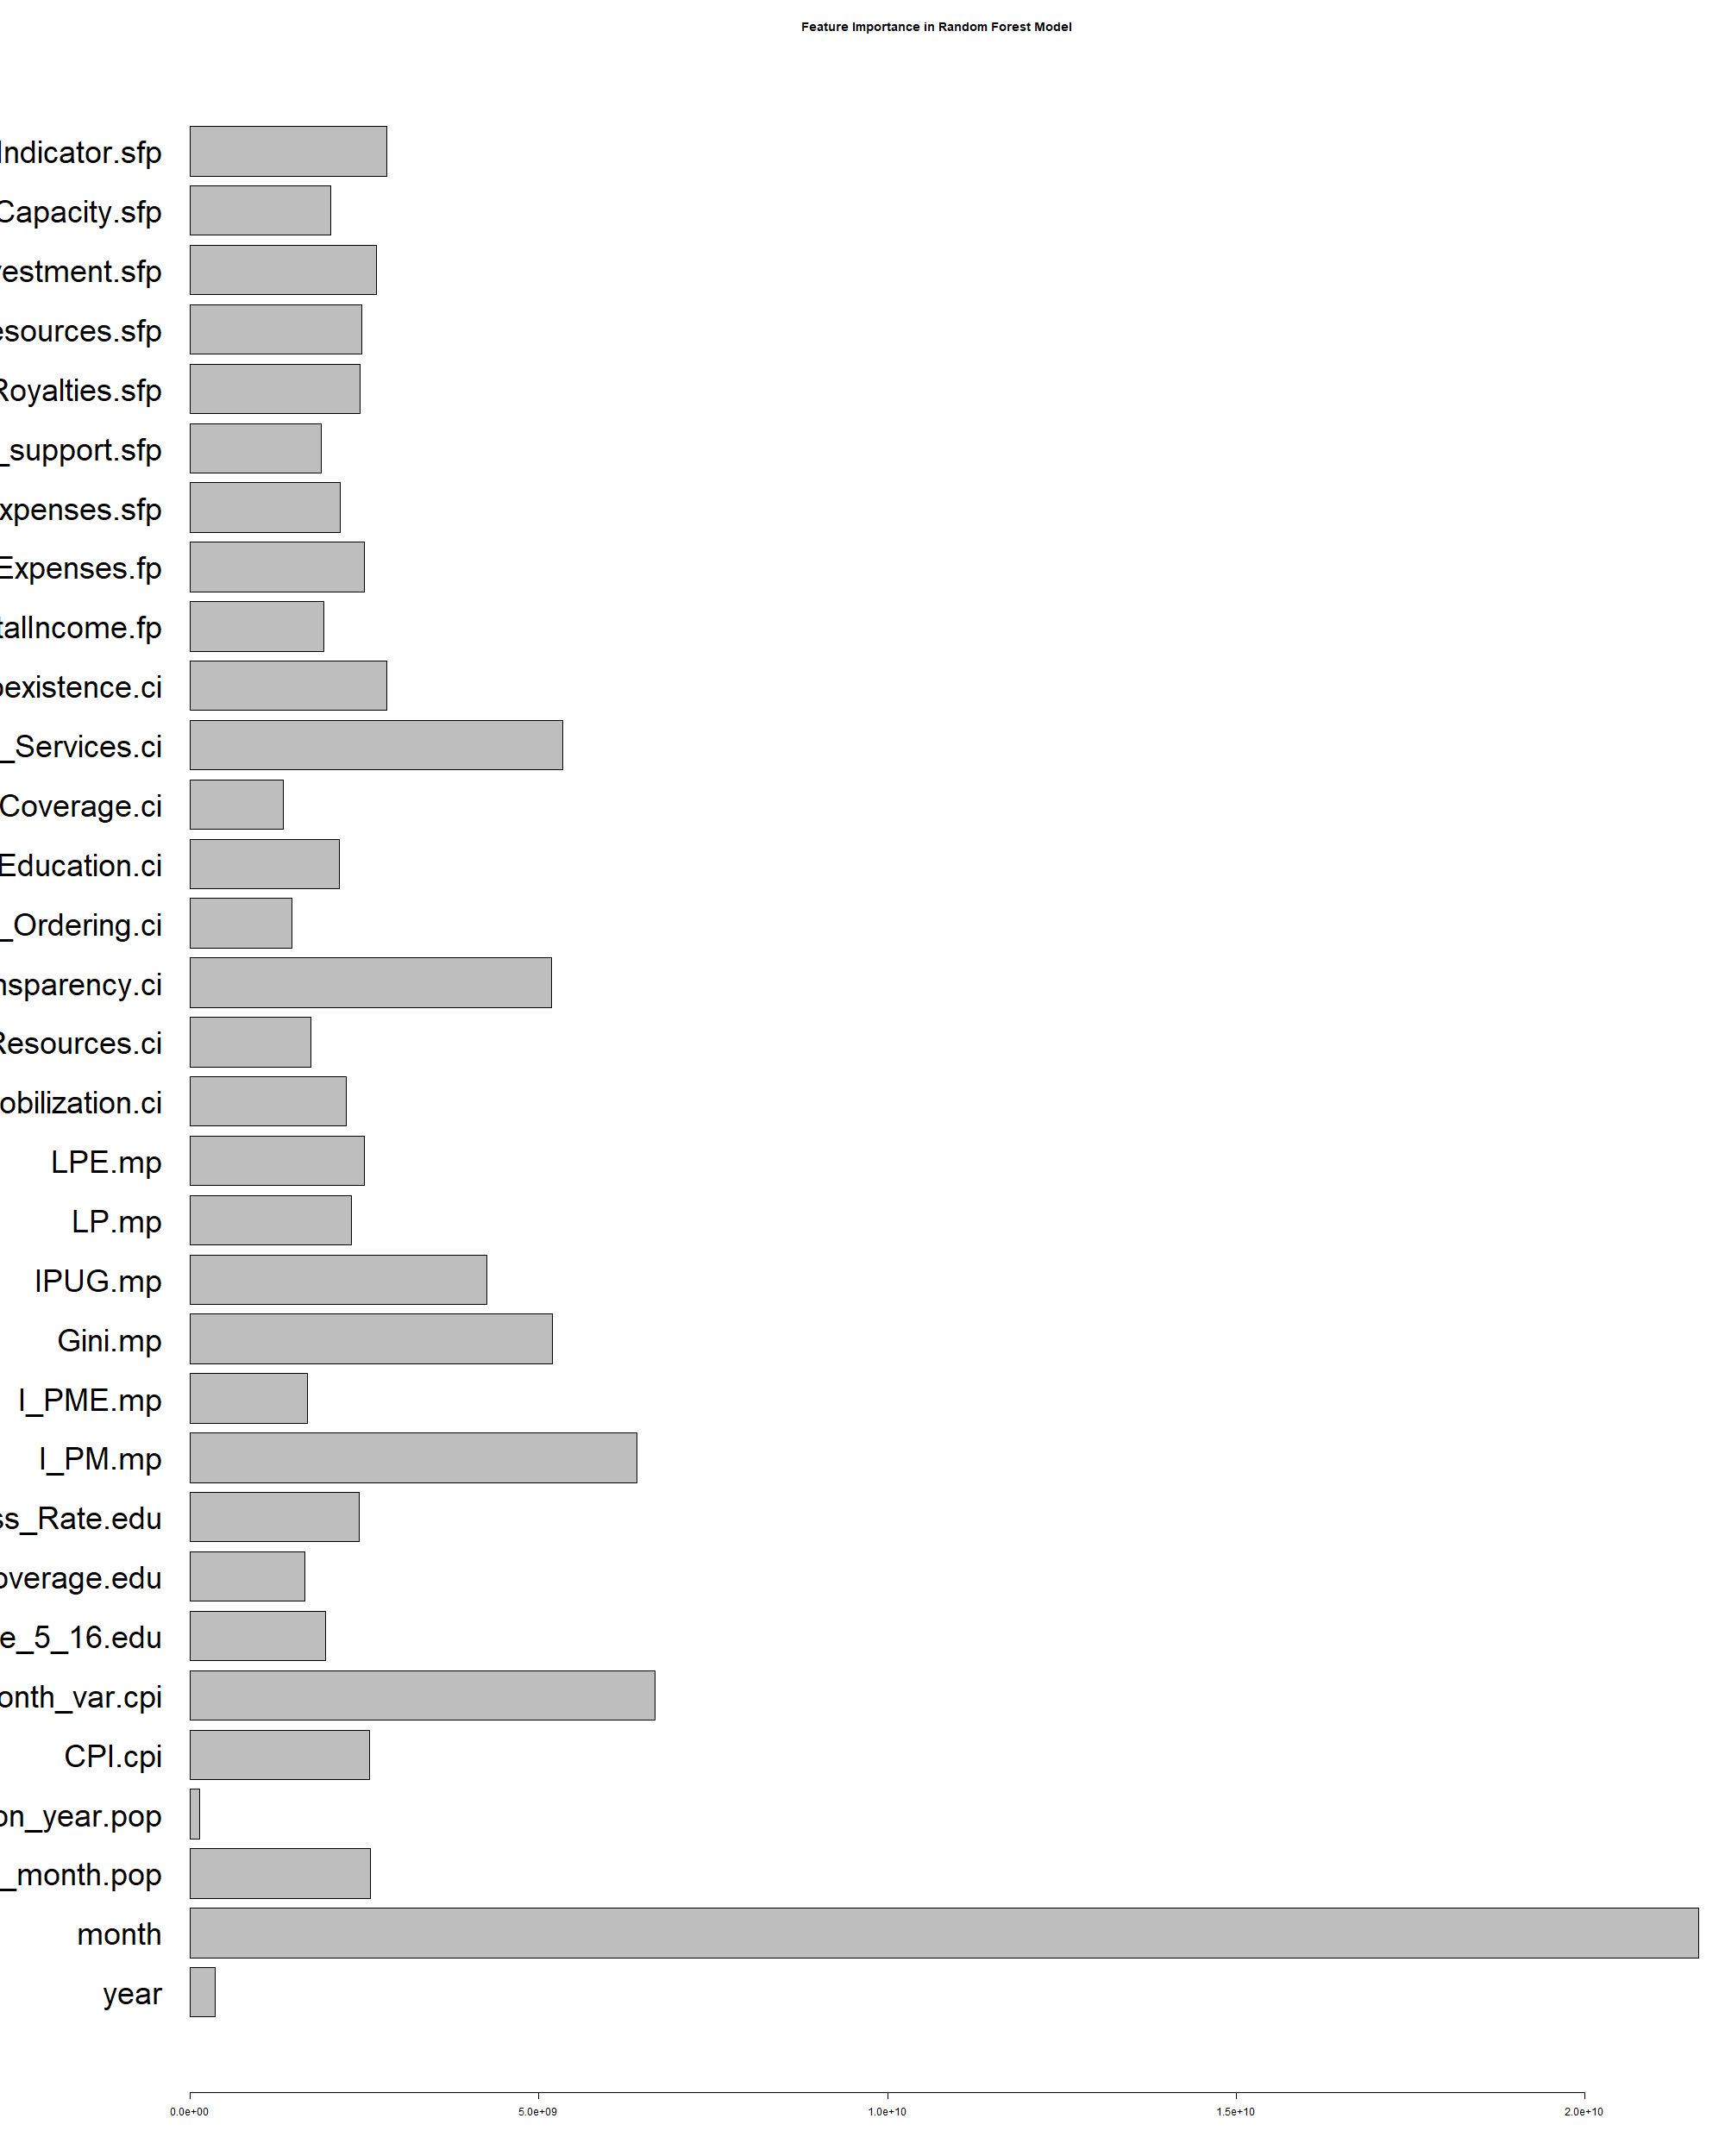 Feature Importance in Random Forest Model
Indicator.sfp
Capacity.sfp
vestment.sfp
esources.sfp
Royalties.sfp
_support.sfp
xpenses.sfp
Expenses.fp
talIncome.fp
oexistence.ci
_Services.ci
Coverage.ci
Education.ci
_Ordering.ci
nsparency.ci
Resources.ci
obilization.ci
LPE.mp
LP.mp
IPUG.mp
Gini.mp
I_PME.mp
I_PM.mp
ss_Rate.edu
overage.edu
e_5_16.edu
onth_var.cpi
CPI.cpi
on_year.pop
_month.pop
month
year
0.0e+00 5.0e+09 1.0e+10 1.5e+10 2.0e+10